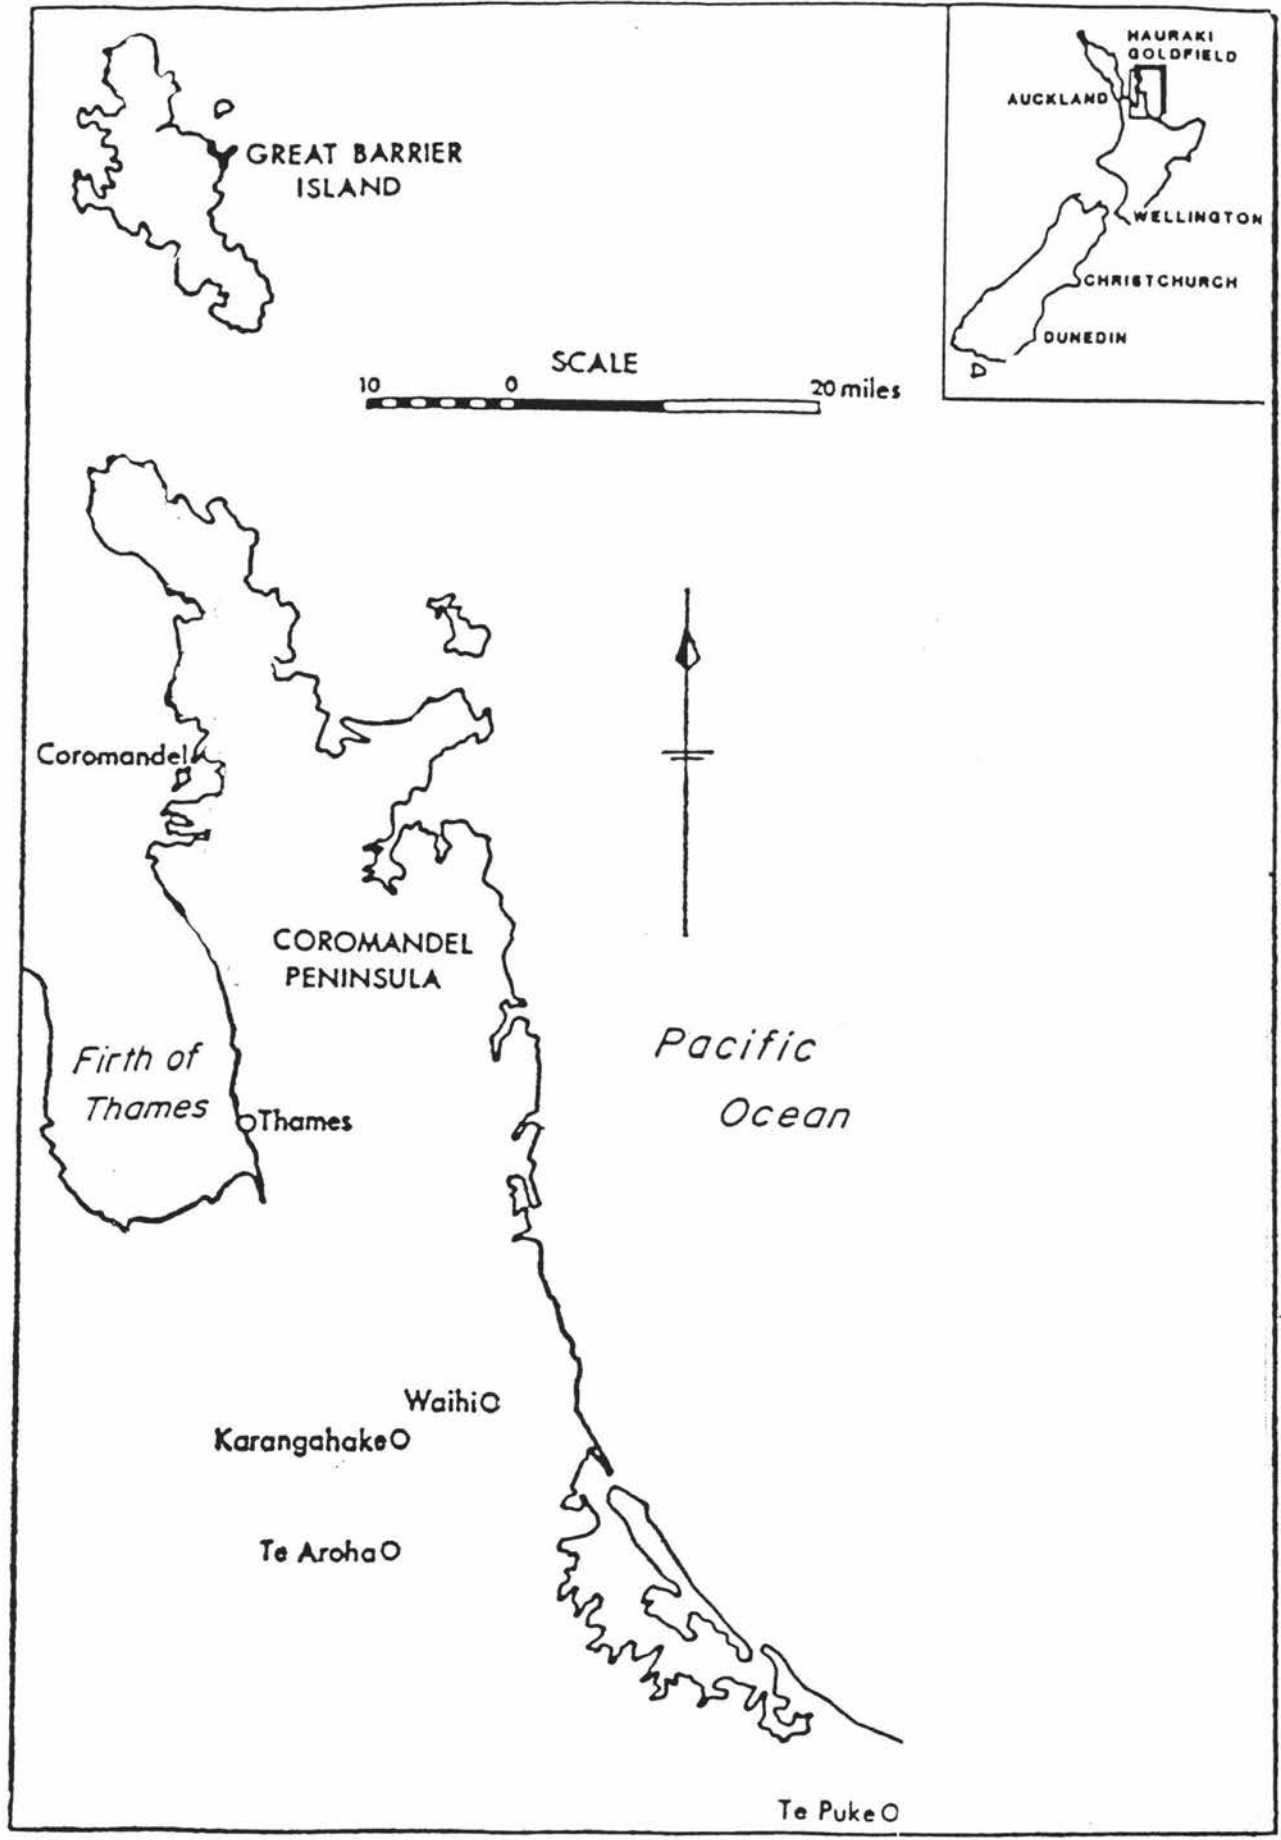 HAURAKI
GOLDFIELD
AUCKLAND
WELLINGTON
CHRISTCHURCH
DUNEDIN
GREAT BARRIER
ISLAND
SCALE
10 0 20 miles
Coromandel
COROMANDEL
PENINSULA
Firth of
Thames
Pacific
Ocean
Thames
Waihi
Karangahake
Te Aroha
Te Puke